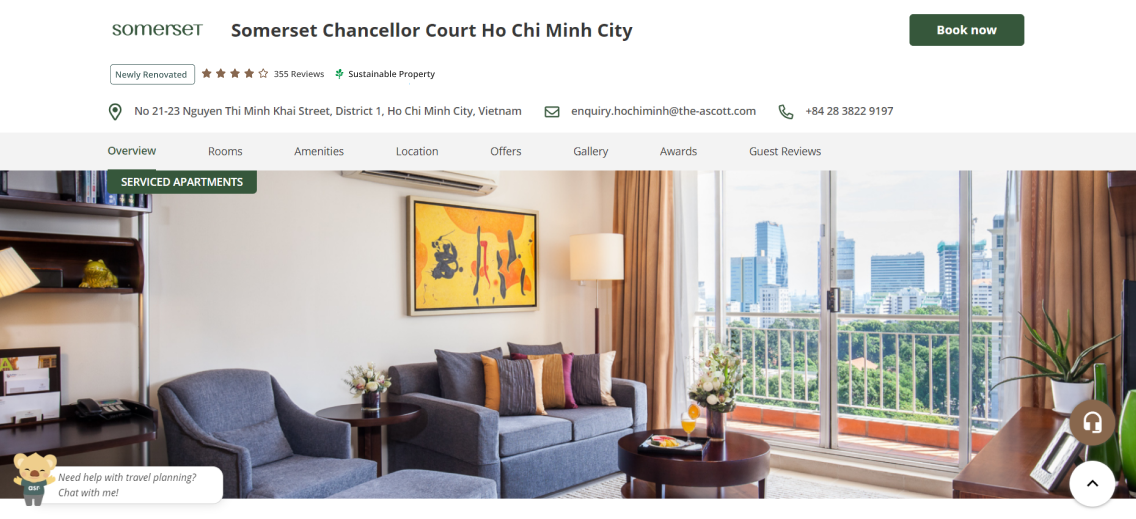 somerset
Somerset Chancellor Court Ho Chi Minh City
Book now
Newly Renovated
355 Reviews
Sustainable Property
No 21-23 Nguyen Thi Minh Khai Street, District 1, Ho Chi Minh City, Vietnam
enquiry.hochiminh@the-ascott.com
+84 28 3822 9197
Overview
Rooms
Amenities
Location
Offers
Gallery
Awards
Guest Reviews
SERVICED APARTMENTS
Need help with travel planning?
Chat with me!